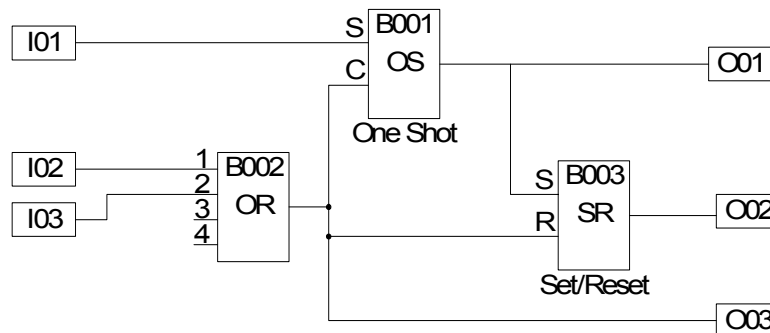 I01
S
B001
OS
C
One Shot
O01
I02
I03
1
2
3
4
B002
OR
S
R
B003
SR
Set/Reset
O02
O03